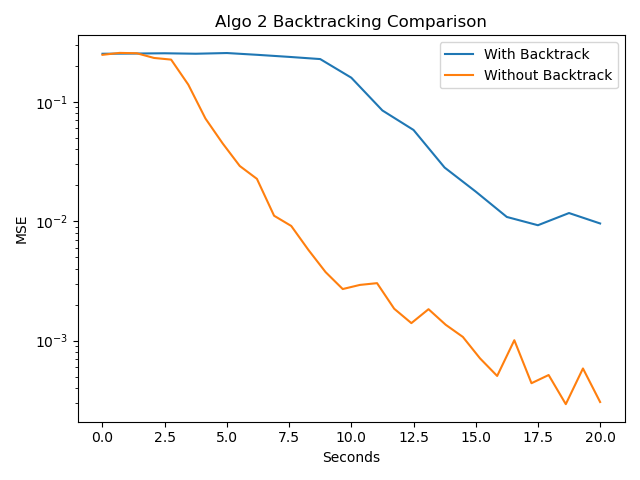 Algo 2 Backtracking Comparison
With Backtrack
Without Backtrack
MSE
10⁻¹
10⁻²
10⁻³
0.0 2.5 5.0 7.5 10.0 12.5 15.0 17.5 20.0
Seconds